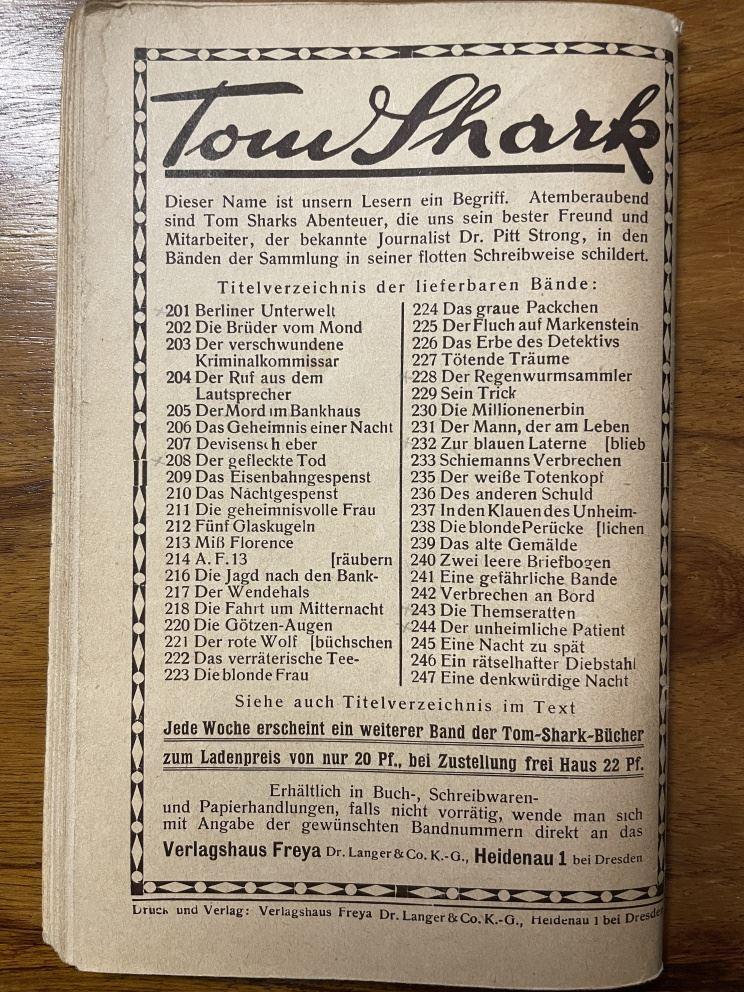 Tom Shark
Dieser Name ist unsern Lesern ein Begriff. Atemberaubend
sind Tom Sharks Abenteuer, die uns sein bester Freund und
Mitarbeiter, der bekannte Journalist Dr. Pitt Strong, in den
Bänden der Sammlung in seiner flotten Schreibweise schildert.
Titelverzeichnis der lieferbaren Bände:
201 Berliner Unterwelt
202 Die Brüder vom Mond
203 Der verschwundene
Kriminalkommissar
204 Der Ruf aus dem
Lautsprecher
205 Der Mord im Bankhaus
206 Das Geheimnis einer Nacht
207 Devisensch eber
208 Der gefleckte Tod
209 Das Eisenbahngespenst
210 Das Nachtgespenst
211 Die geheimnisvolle Frau
212 Fünf Glaskugeln
213 Miß Florence
214 A. F. 13 [räubern
216 Die Jagd nach den Bank-
217 Der Wendehals
218 Die Fahrt um Mitternacht
220 Die Götzen-Augen
221 Der rote Wolf [büchschen
222 Das verräterische Tee-
223 Die blonde Frau
224 Das graue Packchen
225 Der Fluch auf Markenstein
226 Das Erbe des Detektivs
227 Tötende Träume
228 Der Regenwurmsammler
229 Sein Trick
230 Die Millionenerbin
231 Der Mann, der am Leben
232 Zur blauen Laterne [blieb
233 Schiemanns Verbrechen
235 Der weiße Totenkopf
236 Des anderen Schuld
237 In den Klauen des Unheim-
238 Die blonde Perücke [lichen
239 Das alte Gemälde
240 Zwei leere Briefbogen
241 Eine gefährliche Bande
242 Verbrechen an Bord
243 Die Themseratten
244 Der unheimliche Patient
245 Eine Nacht zu spät
246 Ein rätselhafter Diebstahl
247 Eine denkwürdige Nacht
Siehe auch Titelverzeichnis im Text
Jede Woche erscheint ein weiterer Band der Tom-Shark-Bücher
zum Ladenpreis von nur 20 Pf., bei Zustellung frei Haus 22 Pf.
Erhältlich in Buch-, Schreibwaren-
und Papierhandlungen, falls nicht vorrätig, wende man sich
mit Angabe der gewünschten Bandnummern direkt an das
Verlagshaus Freya Dr. Langer & Co. K.-G., Heidenau 1 bei Dresden
Druck und Verlag: Verlagshaus Freya Dr. Langer & Co. K.-G., Heidenau 1 bei Dresden